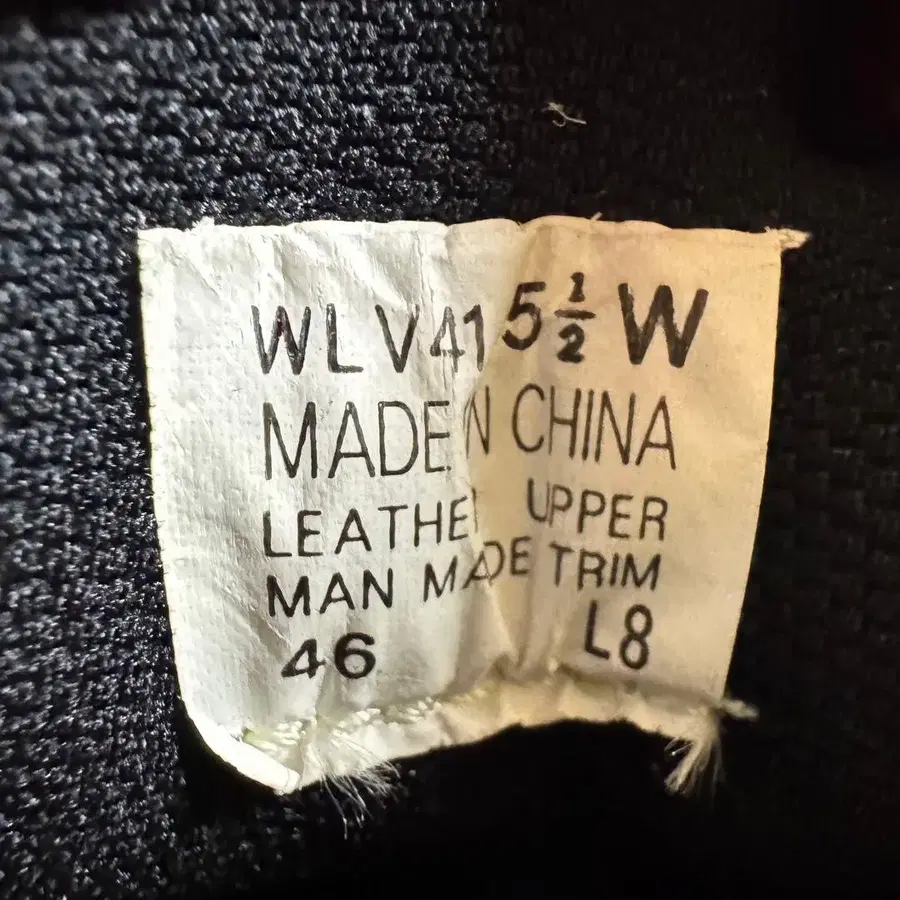 WLV41 5½ W
MADE IN CHINA
LEATHER UPPER
MAN MADE TRIM
46 L8